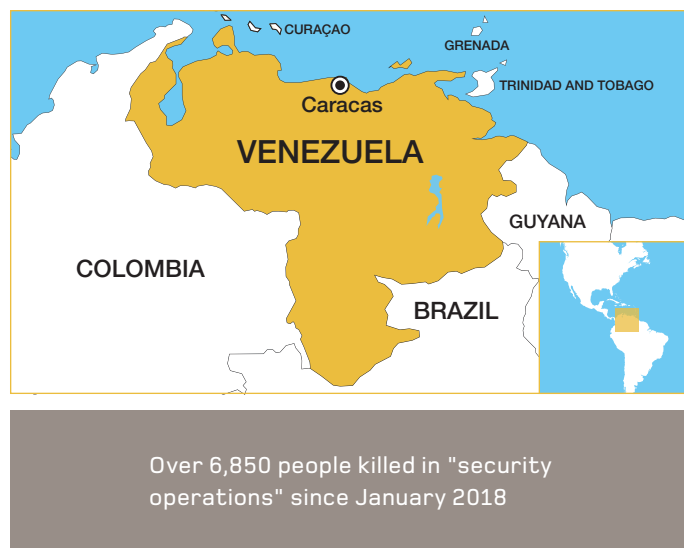 CURAÇAO
GRENADA
TRINIDAD AND TOBAGO
Caracas
VENEZUELA
GUYANA
COLOMBIA
BRAZIL
Over 6,850 people killed in "security
operations" since January 2018